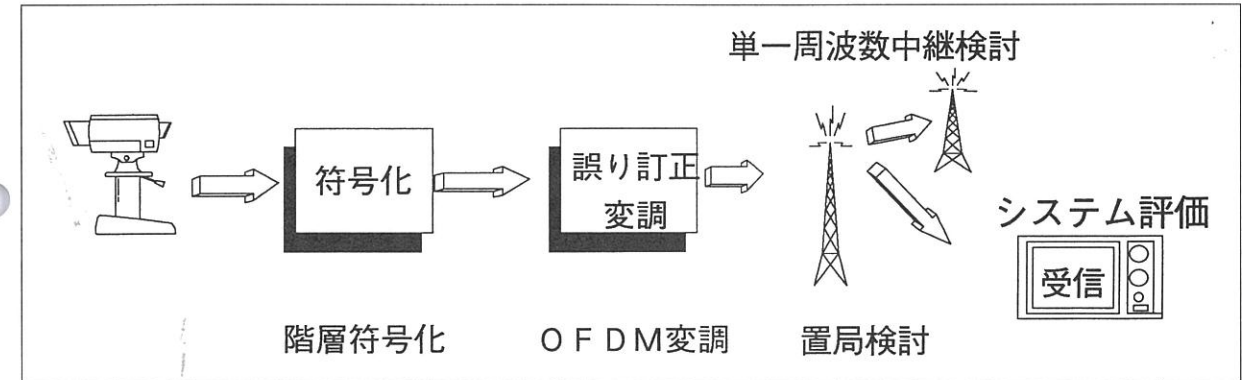 単一周波数中継検討
符号化
誤り訂正
変調
システム評価
受信
階層符号化
ＯＦＤＭ変調
置局検討